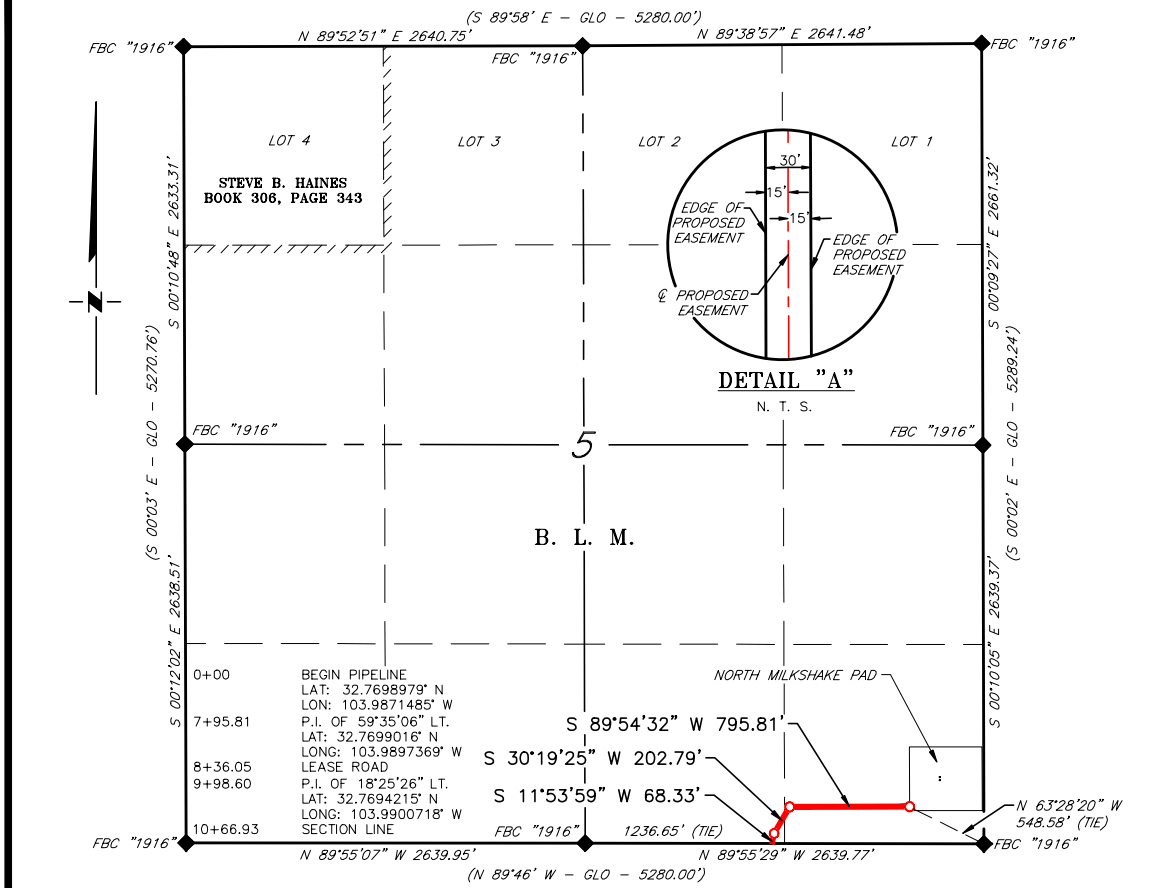 (S 89°58' E - GLO - 5280.00')
N 89°52'51" E 2640.75'
N 89°38'57" E 2641.48'
FBC "1916"
FBC "1916"
FBC "1916"
LOT 4
LOT 3
LOT 2
LOT 1
STEVE B. HAINES
BOOK 306, PAGE 343
30'
15'
15'
EDGE OF
PROPOSED
EASEMENT
EDGE OF
PROPOSED
EASEMENT
℄ PROPOSED
EASEMENT
DETAIL "A"
N. T. S.
S 00°10'48" E 2633.31'
(S 00°03' E - GLO - 5270.76')
S 00°12'02" E 2638.51'
S 00°09'27" E 2661.32'
(S 00°02' E - GLO - 5289.24')
S 00°10'05" E 2639.37'
N
FBC "1916"
5
FBC "1916"
B. L. M.
0+00 BEGIN PIPELINE
LAT: 32.7698979° N
LON: 103.9871485° W
7+95.81 P.I. OF 59°35'06" LT.
LAT: 32.7699016° N
LONG: 103.9897369° W
8+36.05 LEASE ROAD
9+98.60 P.I. OF 18°25'26" LT.
LAT: 32.7694215° N
LONG: 103.9900718° W
10+66.93 SECTION LINE
NORTH MILKSHAKE PAD
S 89°54'32" W 795.81'
S 30°19'25" W 202.79'
S 11°53'59" W 68.33'
N 63°28'20" W
548.58' (TIE)
FBC "1916"
FBC "1916"
1236.65' (TIE)
FBC "1916"
N 89°55'07" W 2639.95'
N 89°55'29" W 2639.77'
(N 89°46' W - GLO - 5280.00')